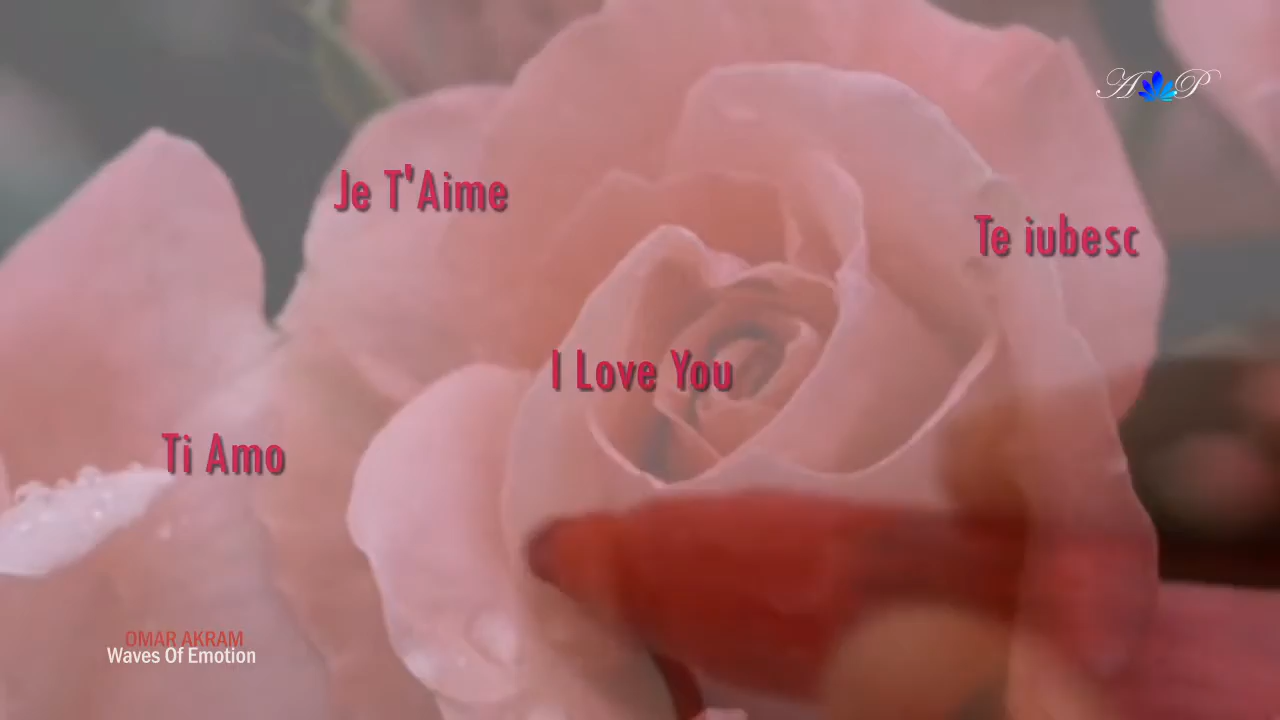 A P
Je T'Aime
Te iubesc
I Love You
Ti Amo
OMAR AKRAM
Waves Of Emotion